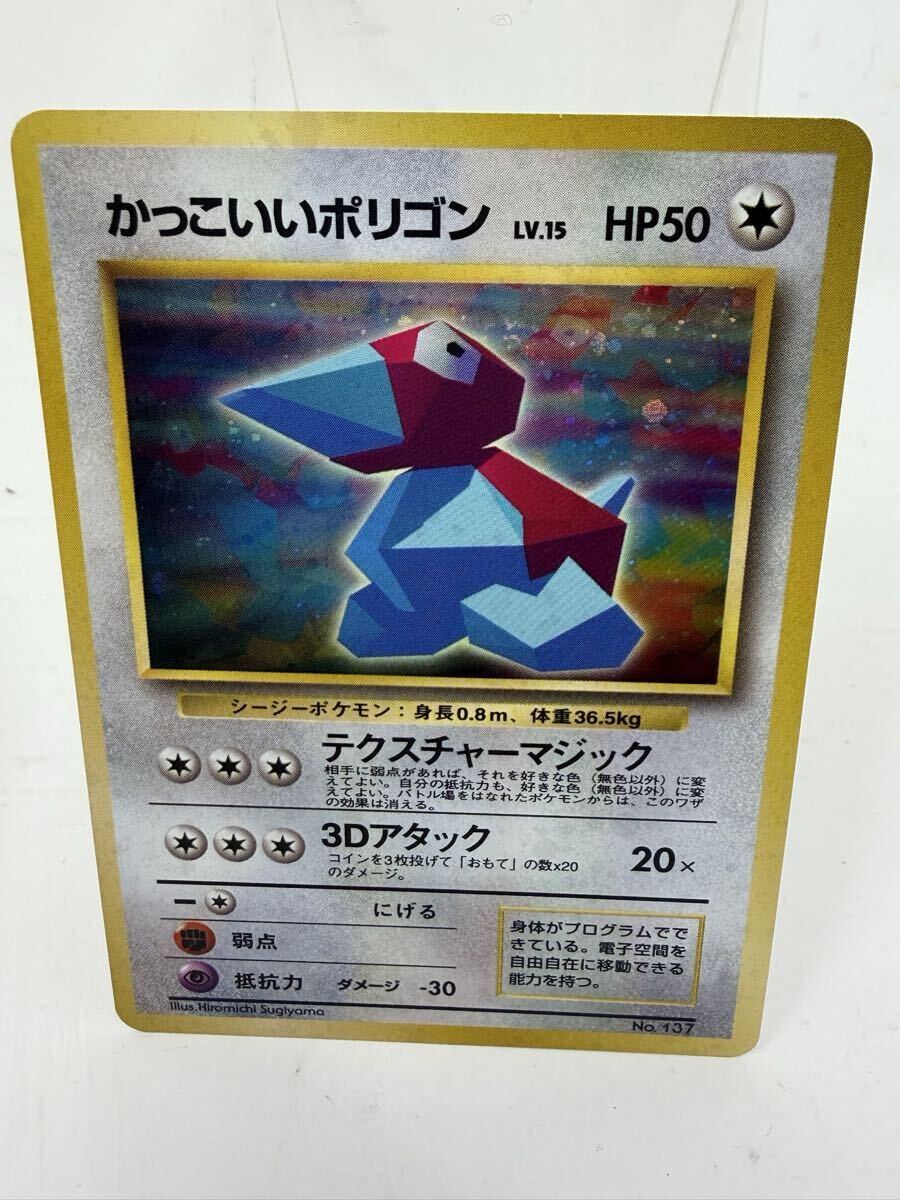 かっこいいポリゴン LV.15 HP50
シージーポケモン：身長0.8m、体重36.5kg
テクスチャーマジック
相手に弱点があれば、それを好きな色（無色以外）に変
えてよい。自分の抵抗力も、好きな色（無色以外）に変
えてよい。バトル場をはなれたポケモンからは、このワザ
の効果は消える。
3Dアタック 20×
コインを3枚投げて「おもて」の数×20
のダメージ。
にげる
弱点
抵抗力 ダメージ -30
身体がプログラムでで
きている。電子空間を
自由自在に移動できる
能力を持つ。
Illus.Hiromichi Sugiyama
No. 137